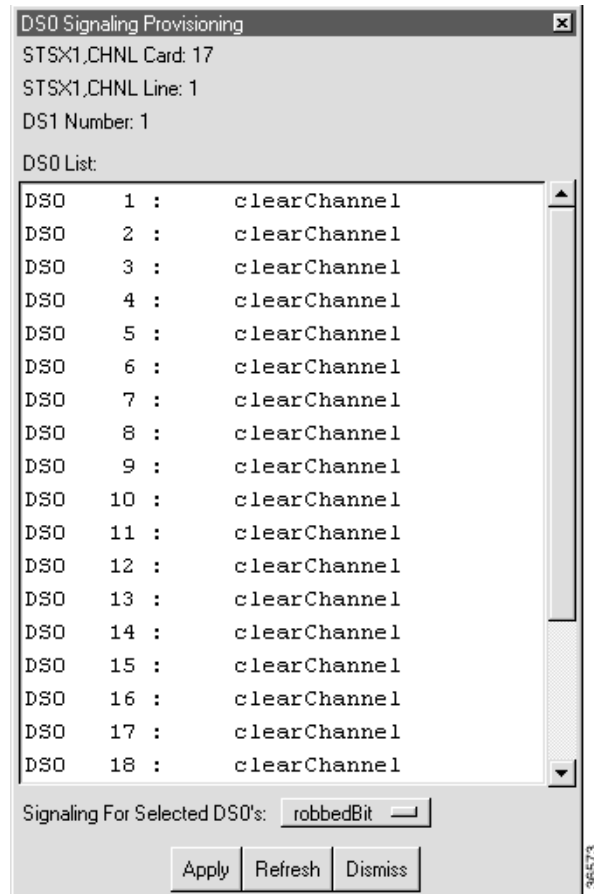 DS0 Signaling Provisioning
STSX1,CHNL Card: 17
STSX1,CHNL Line: 1
DS1 Number: 1
DS0 List:
DS0 1 : clearChannel
DS0 2 : clearChannel
DS0 3 : clearChannel
DS0 4 : clearChannel
DS0 5 : clearChannel
DS0 6 : clearChannel
DS0 7 : clearChannel
DS0 8 : clearChannel
DS0 9 : clearChannel
DS0 10 : clearChannel
DS0 11 : clearChannel
DS0 12 : clearChannel
DS0 13 : clearChannel
DS0 14 : clearChannel
DS0 15 : clearChannel
DS0 16 : clearChannel
DS0 17 : clearChannel
DS0 18 : clearChannel
Signaling For Selected DS0's: robbedBit
Apply Refresh Dismiss
36573